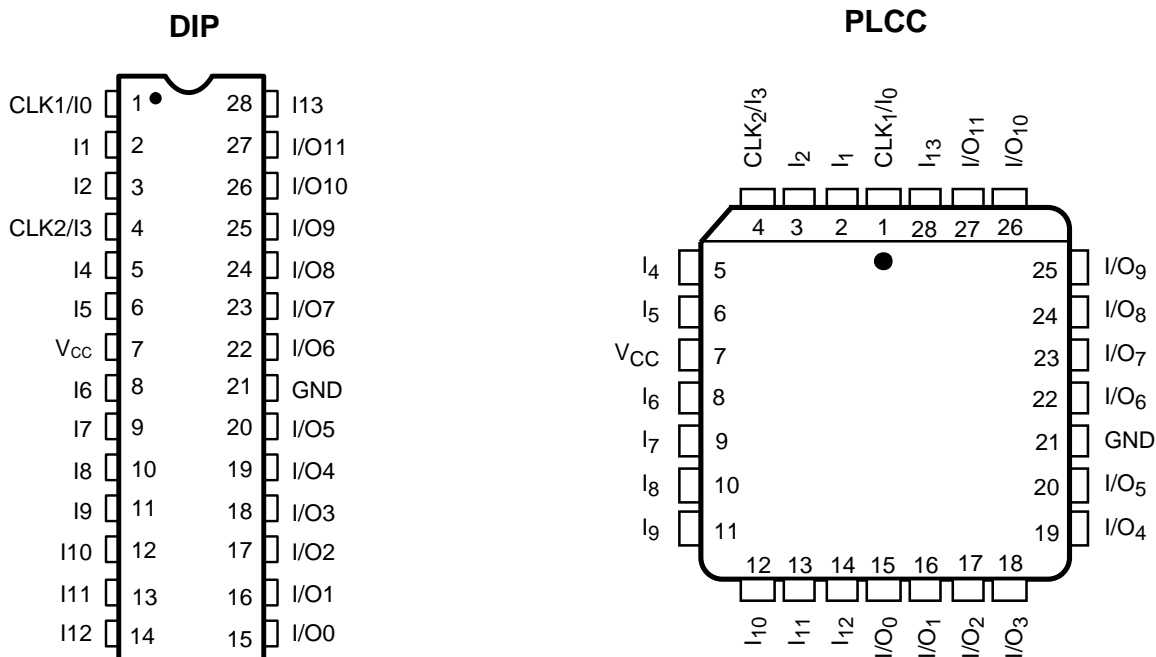 DIP
CLK1/I0 1 28 I13
I1 2 27 I/O11
I2 3 26 I/O10
CLK2/I3 4 25 I/O9
I4 5 24 I/O8
I5 6 23 I/O7
VCC 7 22 I/O6
I6 8 21 GND
I7 9 20 I/O5
I8 10 19 I/O4
I9 11 18 I/O3
I10 12 17 I/O2
I11 13 16 I/O1
I12 14 15 I/O0
PLCC
CLK2/I3 I2 I1 CLK1/I0 I13 I/O11 I/O10
4 3 2 1 28 27 26
I4 5 25 I/O9
I5 6 24 I/O8
VCC 7 23 I/O7
I6 8 22 I/O6
I7 9 21 GND
I8 10 20 I/O5
I9 11 19 I/O4
12 13 14 15 16 17 18
I10 I11 I12 I/O0 I/O1 I/O2 I/O3